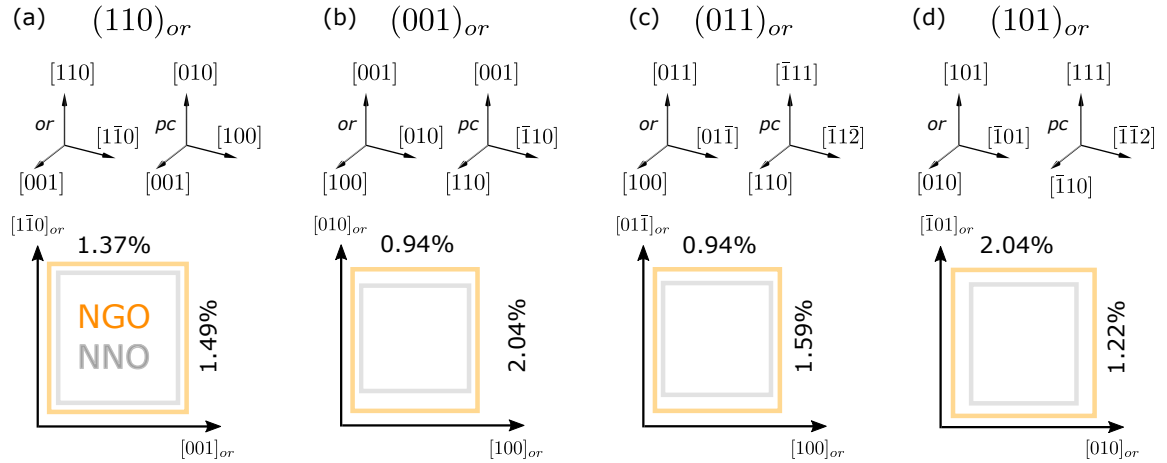 (a) (110)or
[110] [010]
or pc
[11̄0] [100]
[001] [001]
[11̄0]or
1.37%
NGO
NNO
1.49%
[001]or
(b) (001)or
[001] [001]
or pc
[010] [1̄10]
[100] [110]
[010]or
0.94%
2.04%
[100]or
(c) (011)or
[011] [1̄11]
or pc
[011̄] [1̄12̄]
[100] [110]
[011̄]or
0.94%
1.59%
[100]or
(d) (101)or
[101] [111]
or pc
[1̄01] [1̄1̄2]
[010] [1̄10]
[1̄01]or
2.04%
1.22%
[010]or